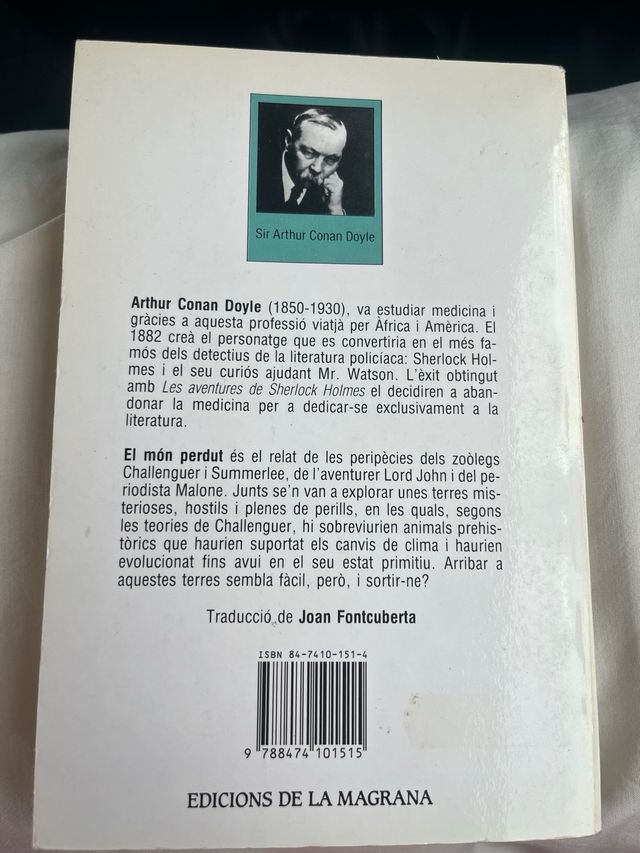 Sir Arthur Conan Doyle
Arthur Conan Doyle (1850-1930), va estudiar medicina i
gràcies a aquesta professió viatjà per Àfrica i Amèrica. El
1882 creà el personatge que es convertiria en el més fa-
mós dels detectius de la literatura policíaca: Sherlock Hol-
mes i el seu curiós ajudant Mr. Watson. L'èxit obtingut
amb Les aventures de Sherlock Holmes el decidiren a aban-
donar la medicina per a dedicar-se exclusivament a la
literatura.
El món perdut és el relat de les peripècies dels zoòlegs
Challenguer i Summerlee, de l'aventurer Lord John i del pe-
riodista Malone. Junts se'n van a explorar unes terres mis-
terioses, hostils i plenes de perills, en les quals, segons
les teories de Challenguer, hi sobreviurien animals prehis-
tòrics que haurien suportat els canvis de clima i haurien
evolucionat fins avui en el seu estat primitiu. Arribar a
aquestes terres sembla fàcil, però, i sortir-ne?
Traducció de Joan Fontcuberta
ISBN 84-7410-151-4
9 788474 101515
EDICIONS DE LA MAGRANA